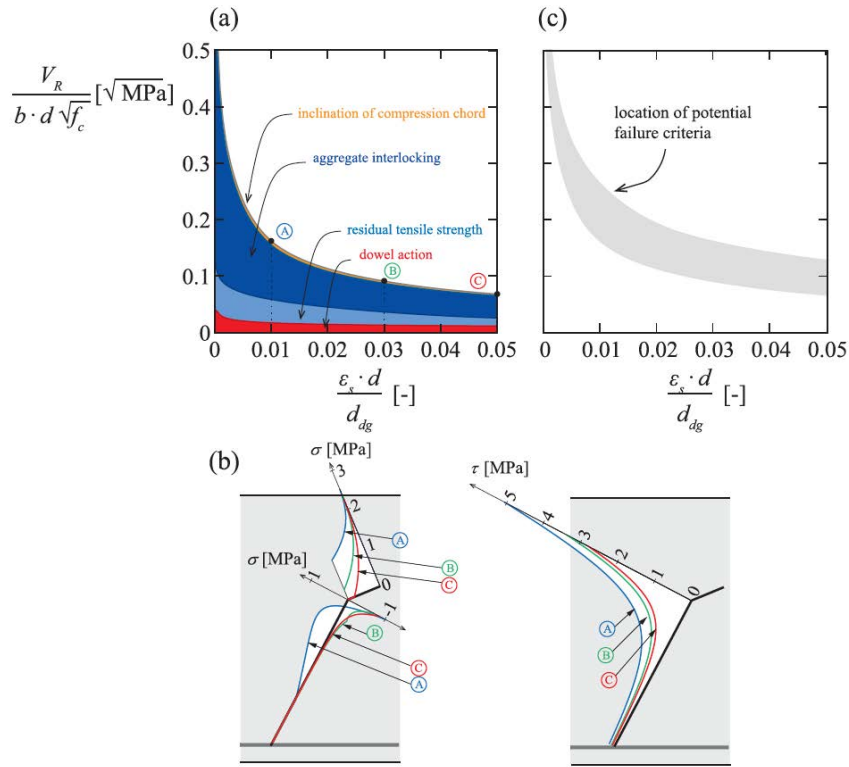 (a)
(c)
V_R
b · d √f_c
[√MPa]
0.5
0.4
0.3
0.2
0.1
0
inclination of compression chord
aggregate interlocking
residual tensile strength
dowel action
A
B
C
0
0.01
0.02
0.03
0.04
0.05
ε_s · d
d_dg
[-]
location of potential
failure criteria
0
0.01
0.02
0.03
0.04
0.05
ε_s · d
d_dg
[-]
(b)
σ [MPa]
3
2
1
0
A
B
C
σ [MPa]
1
-1
B
C
A
τ [MPa]
5
4
3
2
1
0
A
B
C